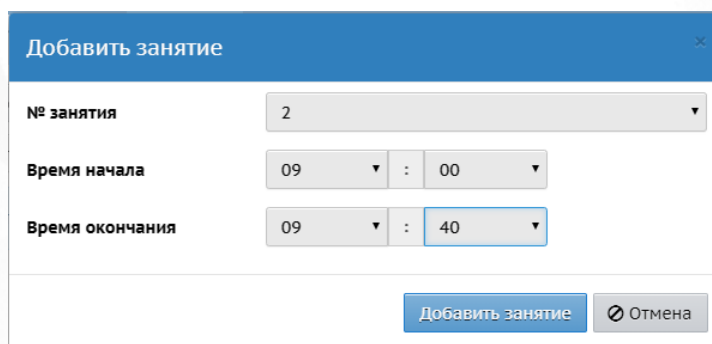 Добавить занятие ×
№ занятия 2
Время начала 09 : 00
Время окончания 09 : 40
Добавить занятие Отмена